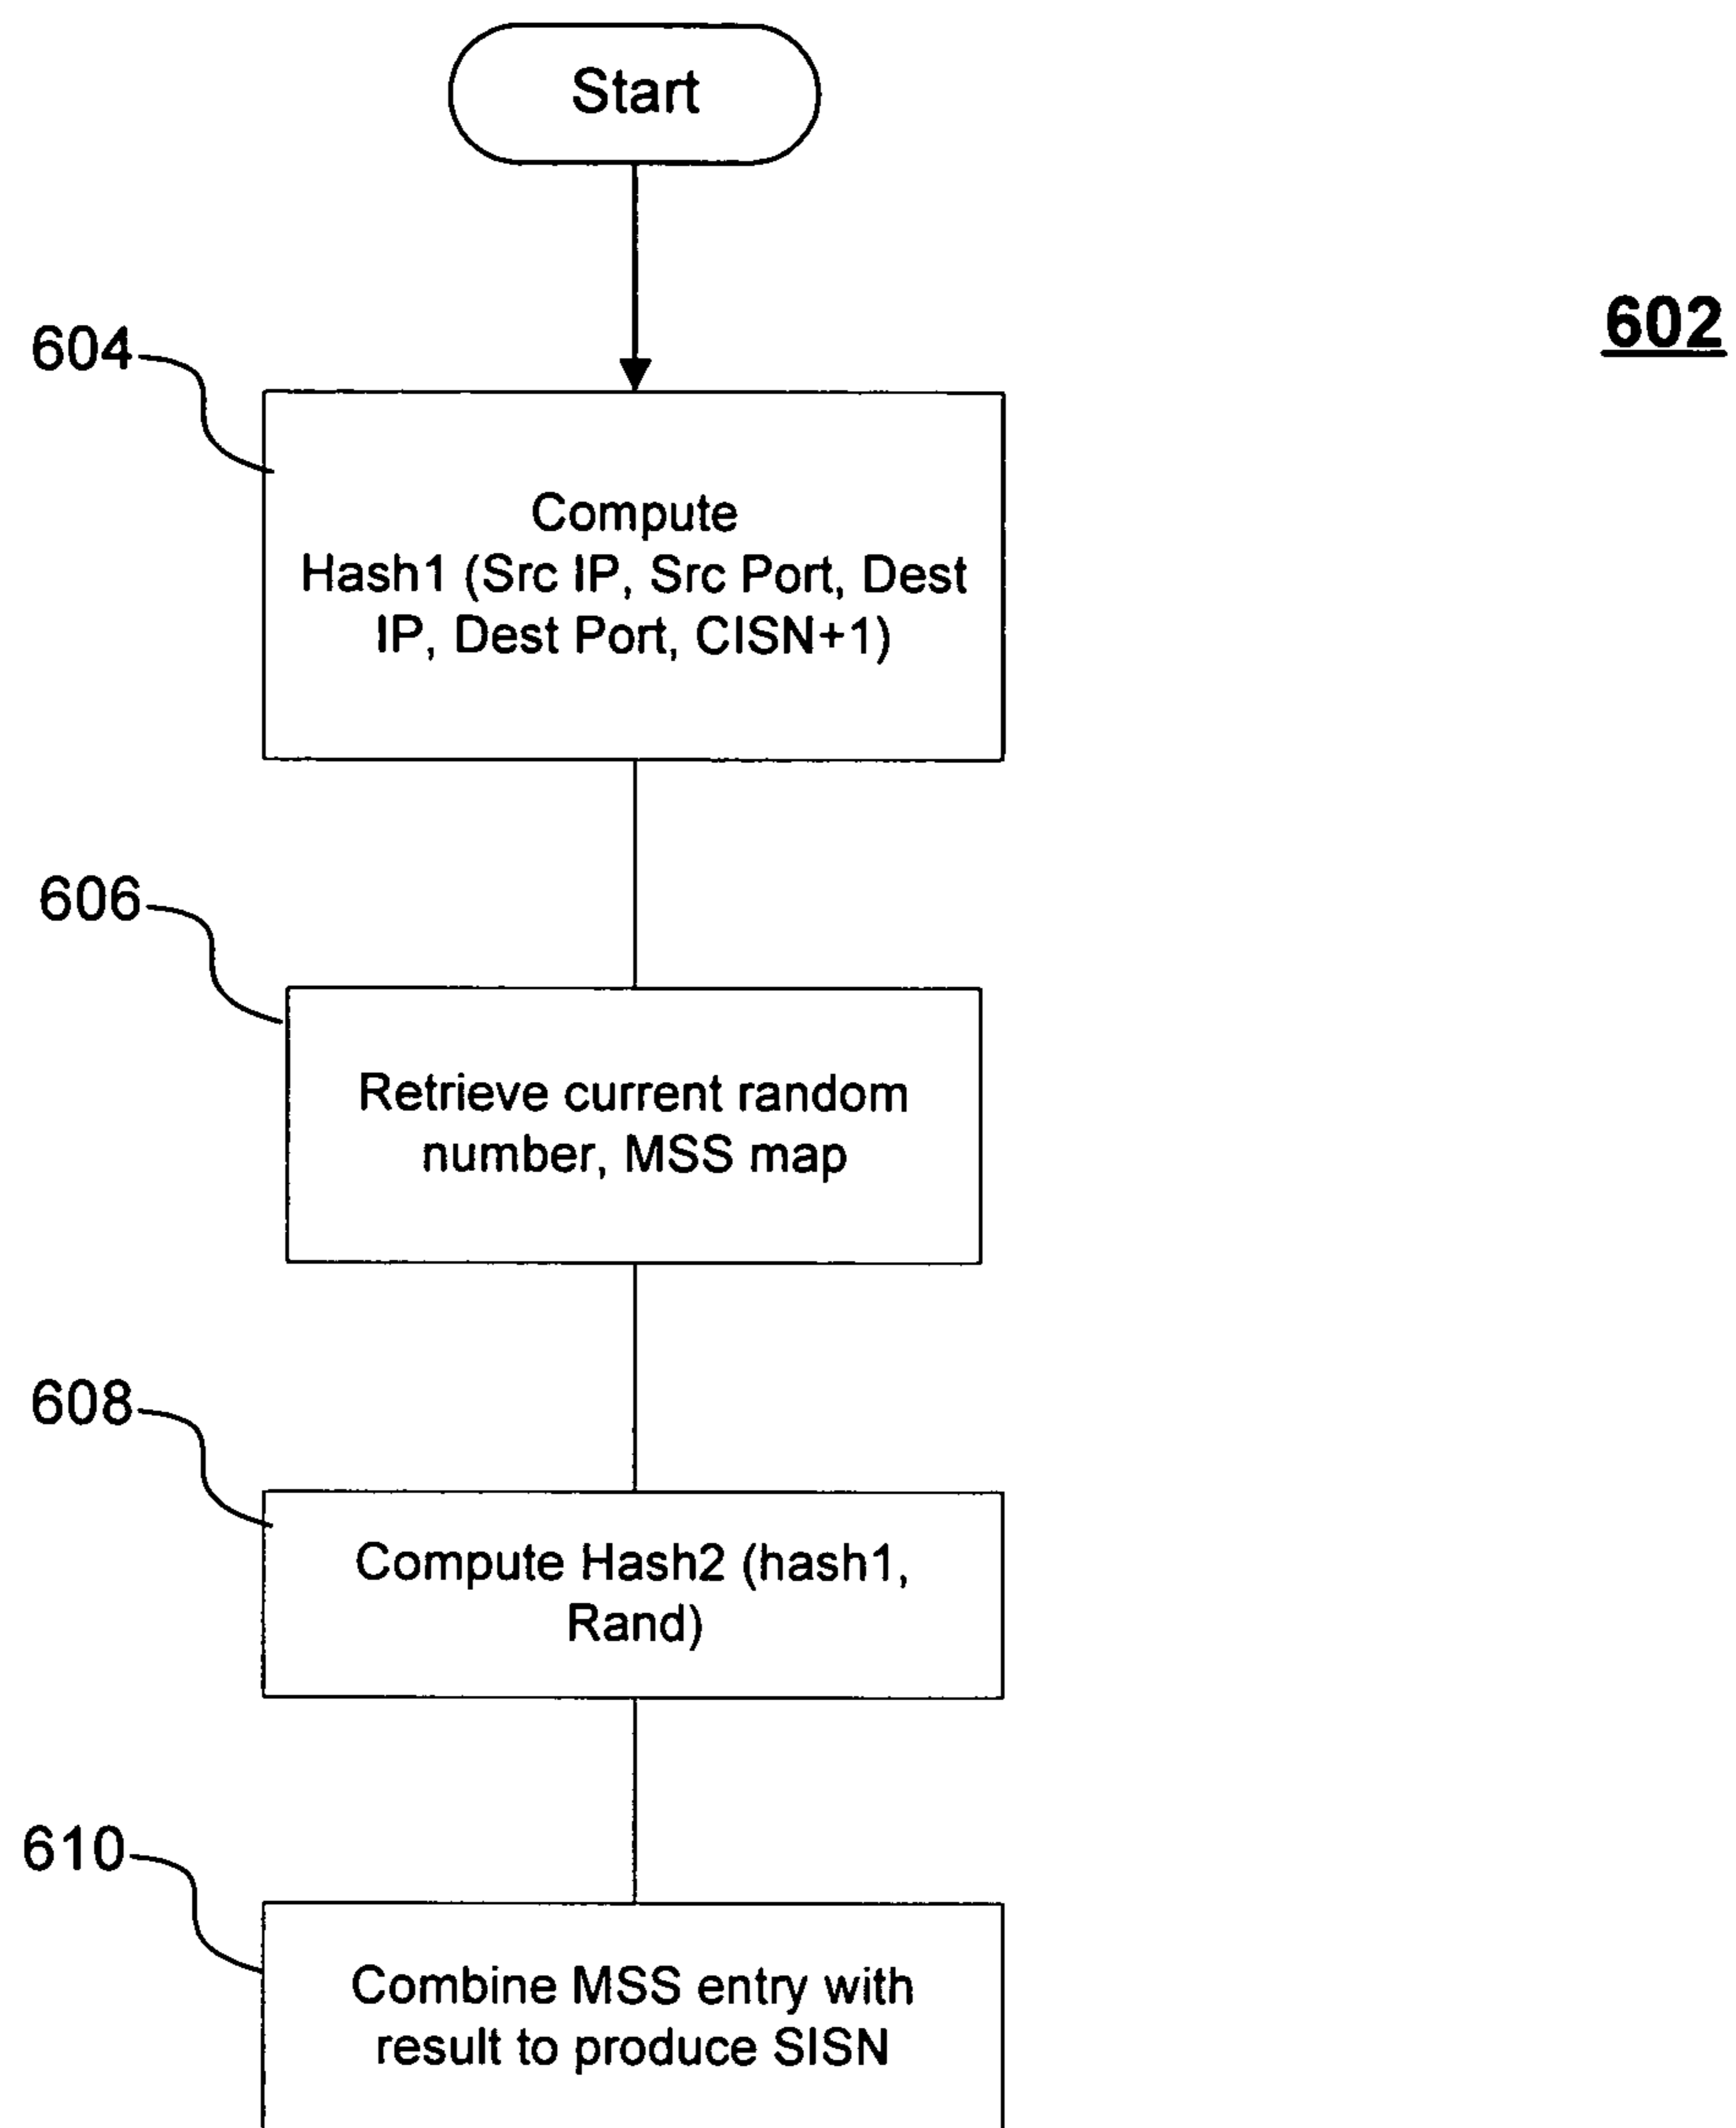 Start
602
604
Compute
Hash1 (Src IP, Src Port, Dest
IP, Dest Port, CISN+1)
606
Retrieve current random
number, MSS map
608
Compute Hash2 (hash1,
Rand)
610
Combine MSS entry with
result to produce SISN